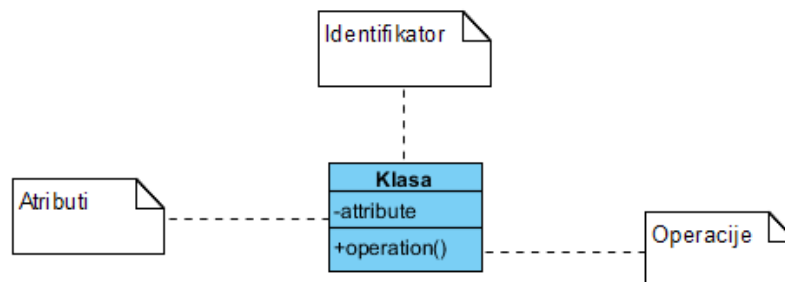 Identifikator
Klasa
Atributi
-attribute
+operation()
Operacije